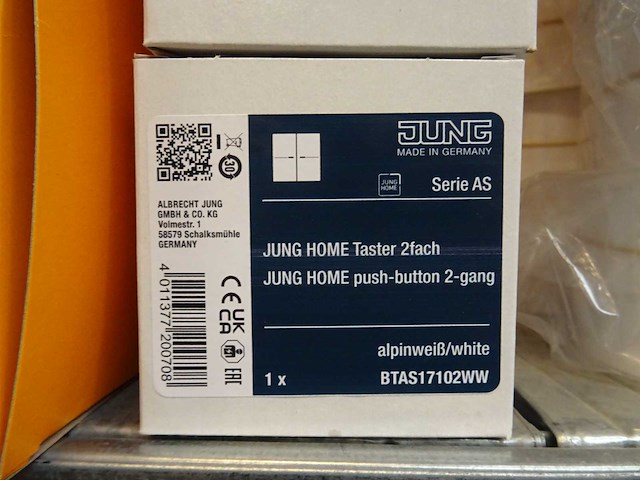 JUNG
MADE IN GERMANY
JUNG
HOME
Serie AS
30
ALBRECHT JUNG
GMBH & CO. KG
Volmestr. 1
58579 Schalksmühle
GERMANY
JUNG HOME Taster 2fach
JUNG HOME push-button 2-gang
4 011377 200708
CE
UK
CA
EAC
alpinweiß/white
1 x
BTAS17102WW